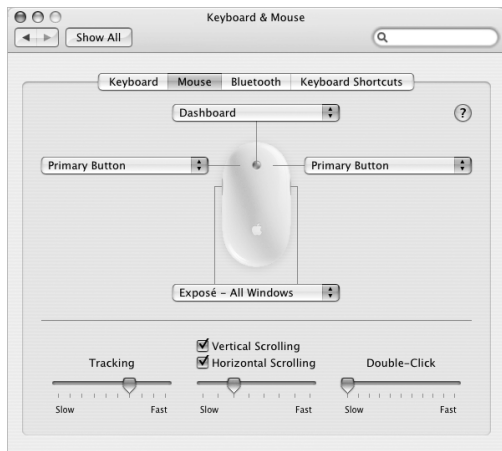 Keyboard & Mouse
Show All
Keyboard Mouse Bluetooth Keyboard Shortcuts
Dashboard ?
Primary Button Primary Button
Exposé – All Windows
Vertical Scrolling
Tracking Horizontal Scrolling Double-Click
Slow Fast Slow Fast Slow Fast